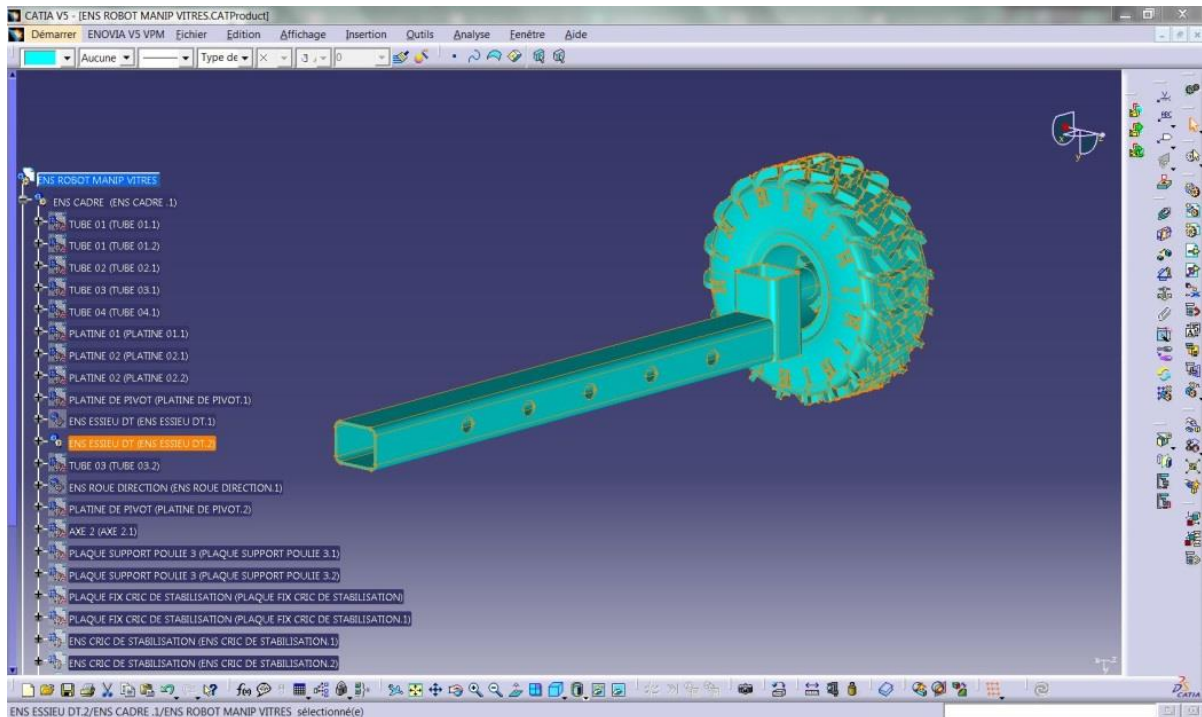 CATIA V5 - [ENS ROBOT MANIP VITRES.CATProduct]
Démarrer ENOVIA V5 VPM Fichier Edition Affichage Insertion Outils Analyse Fenêtre Aide
Aucune Type de 0
ENS ROBOT MANIP VITRES
ENS CADRE (ENS CADRE .1)
TUBE 01 (TUBE 01.1)
TUBE 01 (TUBE 01.2)
TUBE 02 (TUBE 02.1)
TUBE 03 (TUBE 03.1)
TUBE 04 (TUBE 04.1)
PLATINE 01 (PLATINE 01.1)
PLATINE 02 (PLATINE 02.1)
PLATINE 02 (PLATINE 02.2)
PLATINE DE PIVOT (PLATINE DE PIVOT.1)
ENS ESSIEU DT (ENS ESSIEU DT.1)
ENS ESSIEU DT (ENS ESSIEU DT.2)
TUBE 03 (TUBE 03.2)
ENS ROUE DIRECTION (ENS ROUE DIRECTION.1)
PLATINE DE PIVOT (PLATINE DE PIVOT.2)
AXE 2 (AXE 2.1)
PLAQUE SUPPORT POULIE 3 (PLAQUE SUPPORT POULIE 3.1)
PLAQUE SUPPORT POULIE 3 (PLAQUE SUPPORT POULIE 3.2)
PLAQUE FIX CRIC DE STABILISATION (PLAQUE FIX CRIC DE STABILISATION)
PLAQUE FIX CRIC DE STABILISATION (PLAQUE FIX CRIC DE STABILISATION.1)
ENS CRIC DE STABILISATION (ENS CRIC DE STABILISATION.1)
ENS CRIC DE STABILISATION (ENS CRIC DE STABILISATION.2)
x y z
f(x)
CATIA
ENS ESSIEU DT.2/ENS CADRE .1/ENS ROBOT MANIP VITRES sélectionné(e)